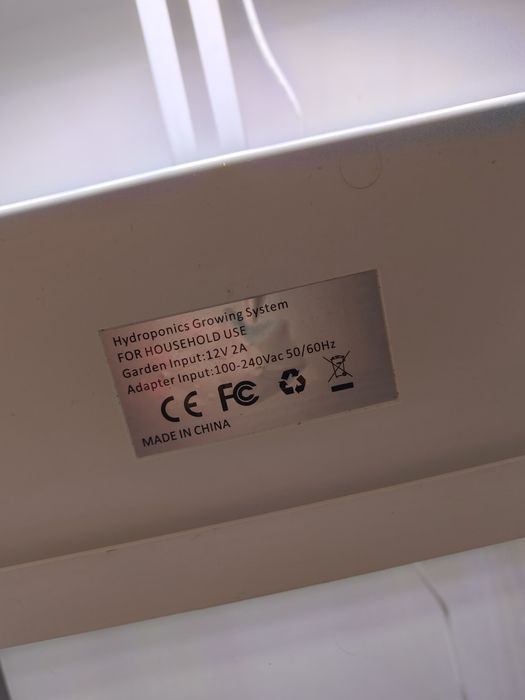 Hydroponics Growing System
FOR HOUSEHOLD USE
Garden Input:12V 2A
Adapter Input:100-240Vac 50/60Hz
CE FC
MADE IN CHINA